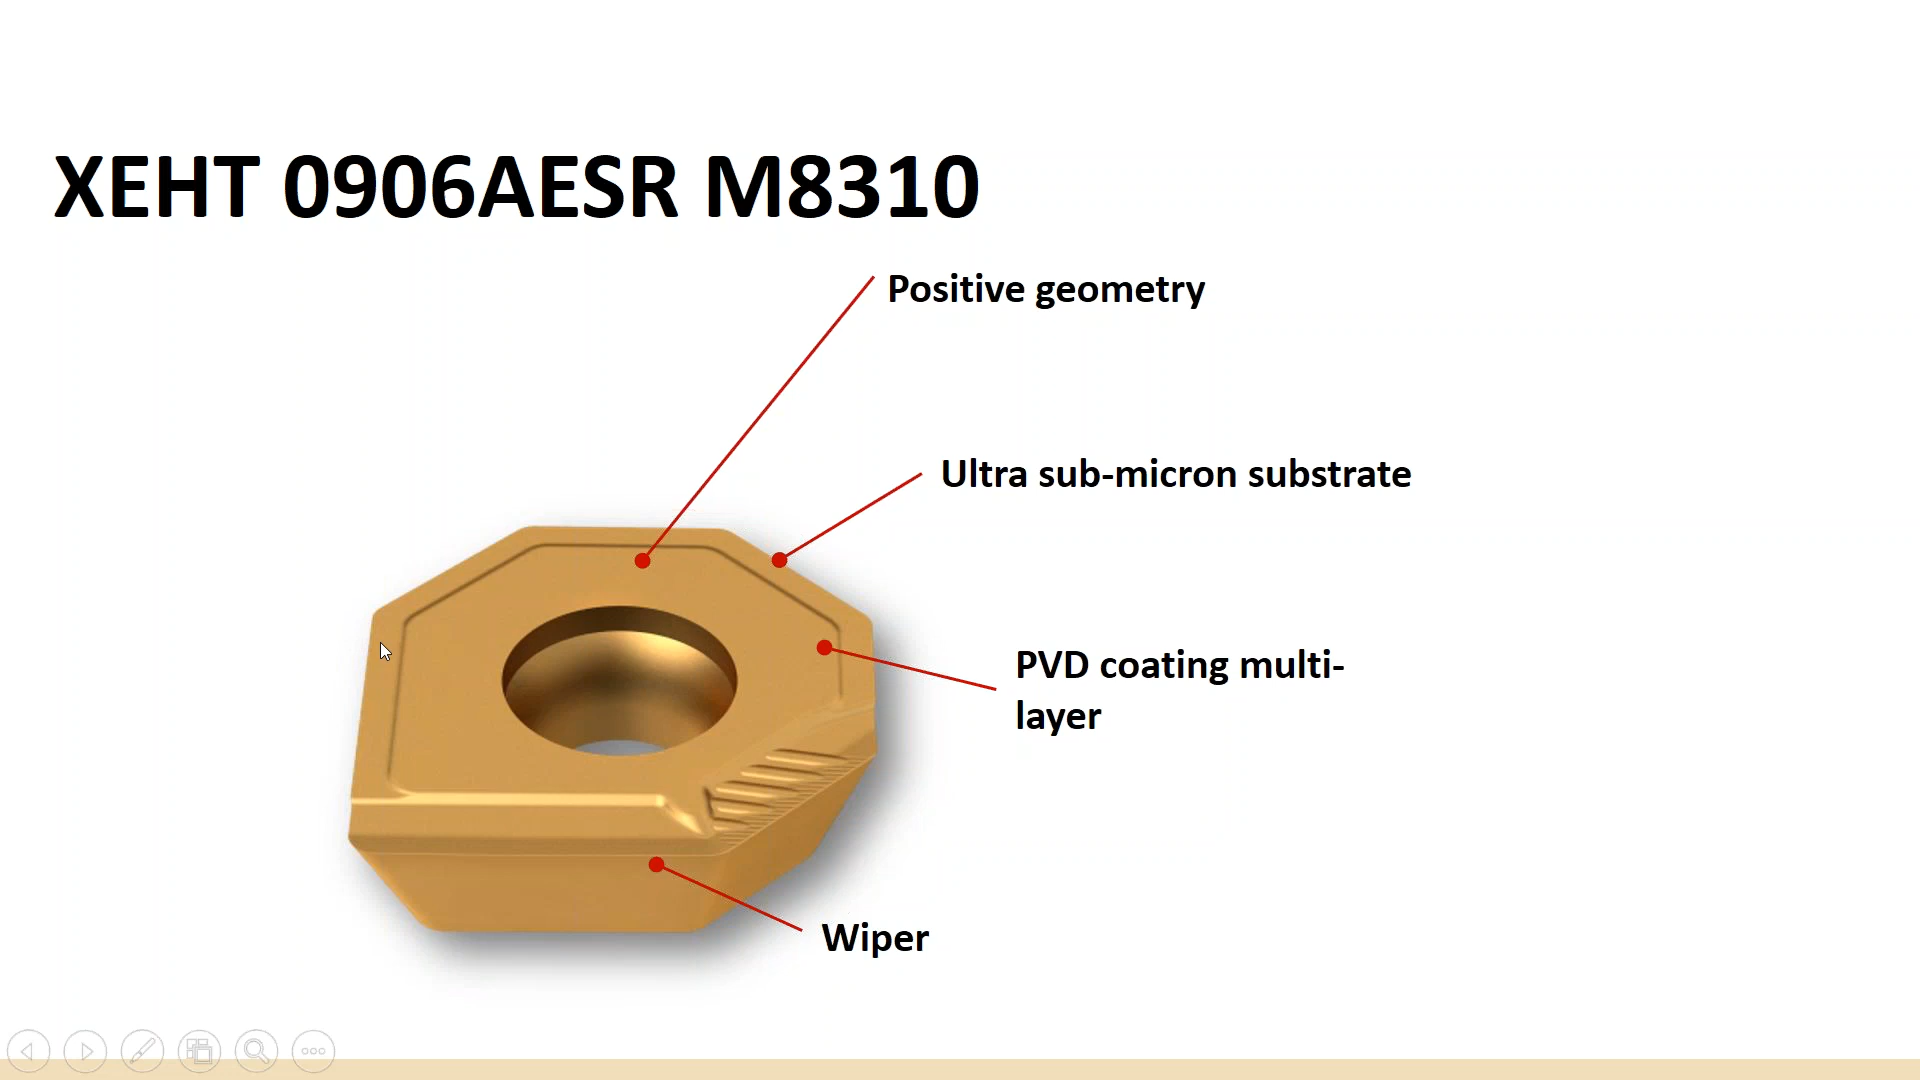 XEHT 0906AESR M8310
Positive geometry
Ultra sub-micron substrate
PVD coating multi-
layer
Wiper